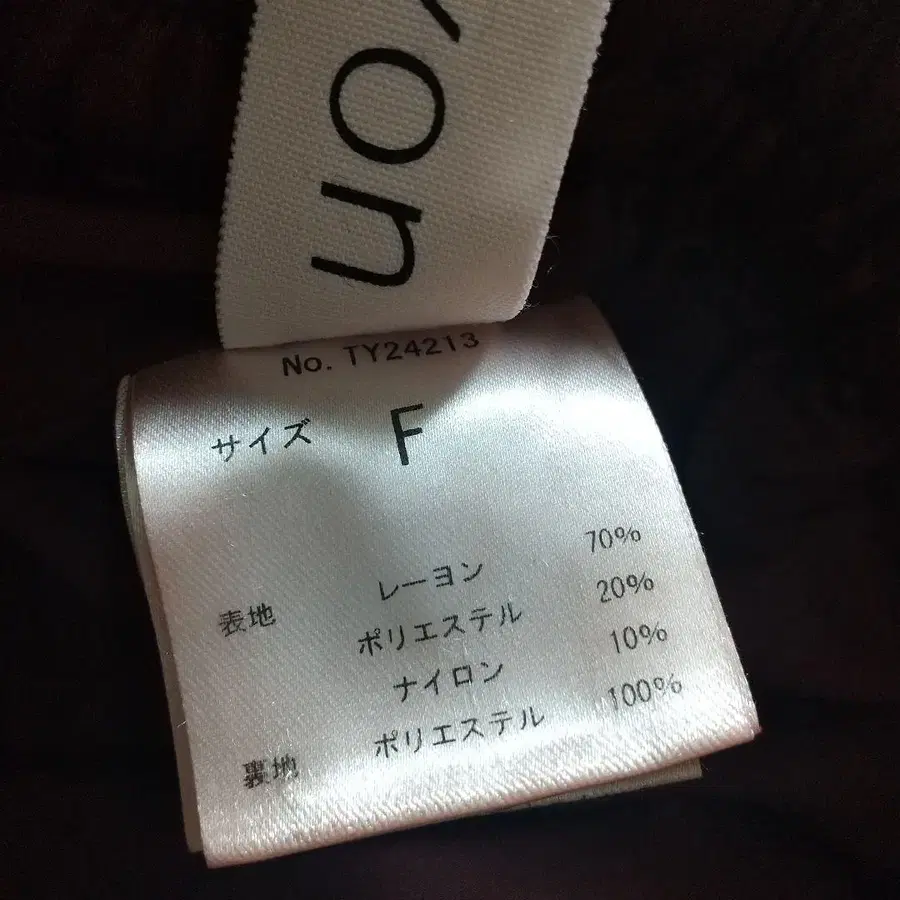 von
No. TY24213
サイズ F
表地 レーヨン 70%
ポリエステル 20%
ナイロン 10%
裏地 ポリエステル 100%